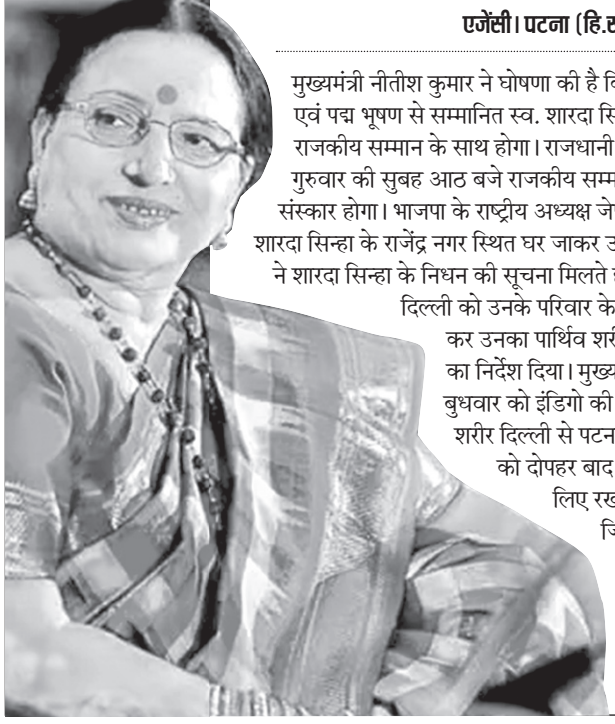 एजेंसी। पटना (हि.स
मुख्यमंत्री नीतीश कुमार ने घोषणा की है
एवं पद्म भूषण से सम्मानित स्व. शारदा सि
राजकीय सम्मान के साथ होगा। राजधानी
गुरुवार की सुबह आठ बजे राजकीय सम्म
संस्कार होगा। भाजपा के राष्ट्रीय अध्यक्ष जे
शारदा सिन्हा के राजेंद्र नगर स्थित घर जाकर उ
ने शारदा सिन्हा के निधन की सूचना मिलते
दिल्ली को उनके परिवार के
कर उनका पार्थिव शरी
का निर्देश दिया। मुख्य
बुधवार को इंडिगो की
शरीर दिल्ली से पटन
को दोपहर बाद
लिए रख
जि